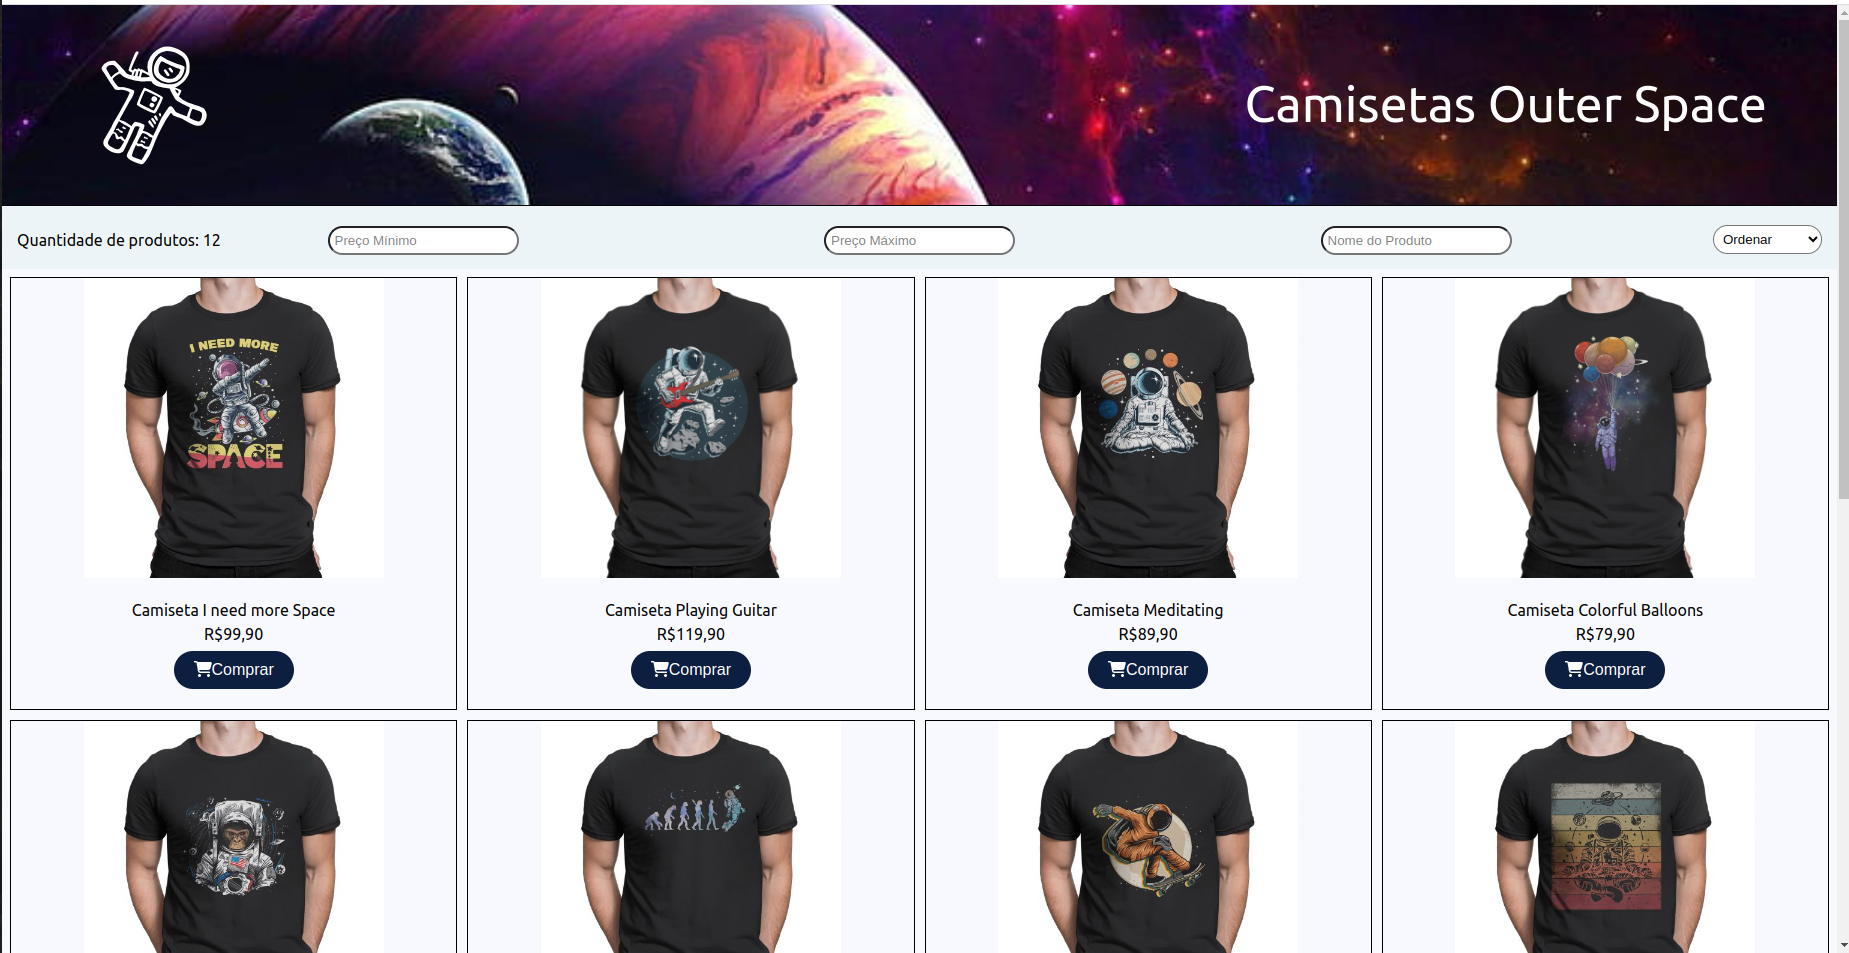 Camisetas Outer Space
Quantidade de produtos: 12
Preço Mínimo
Preço Máximo
Nome do Produto
Ordenar
I NEED MORE
SPACE
Camiseta I need more Space
R$99,90
Comprar
Camiseta Playing Guitar
R$119,90
Comprar
Camiseta Meditating
R$89,90
Comprar
Camiseta Colorful Balloons
R$79,90
Comprar